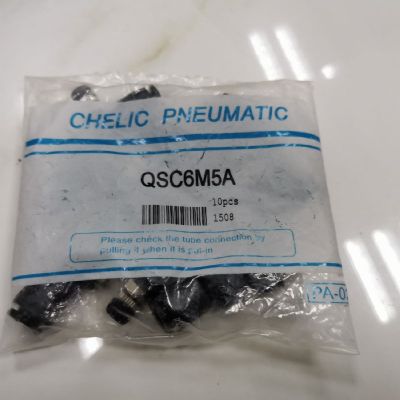 CHELIC PNEUMATIC
QSC6M5A
10pcs
1508
Please check the tube connection by
pulling it when it is put-in